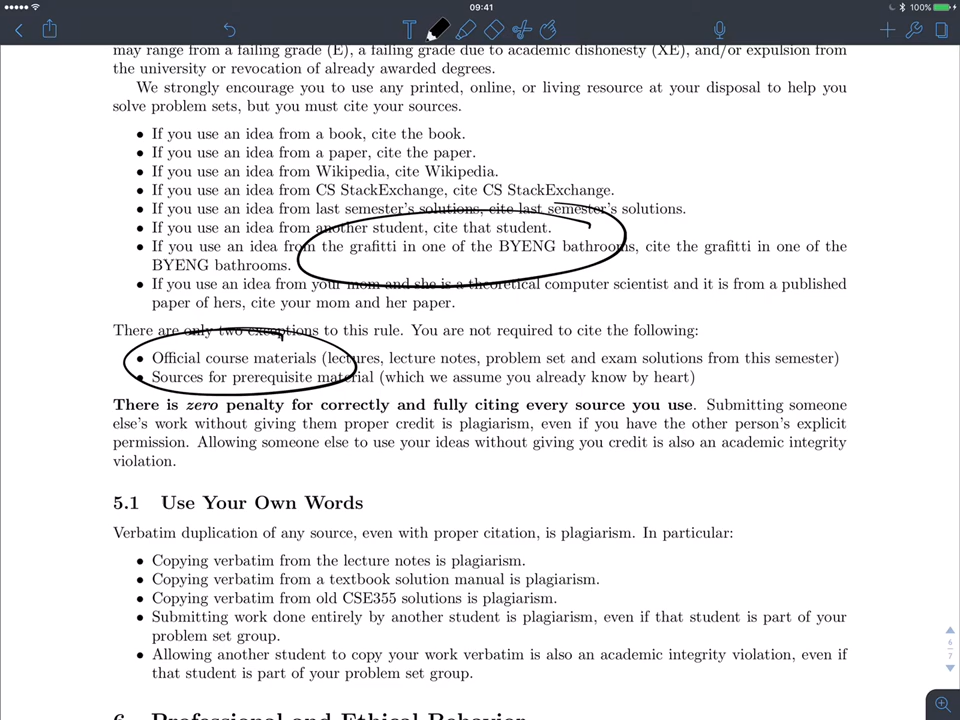 09:41
100%
T
may range from a failing grade (E), a failing grade due to academic dishonesty (XE), and/or expulsion from
the university or revocation of already awarded degrees.
We strongly encourage you to use any printed, online, or living resource at your disposal to help you
solve problem sets, but you must cite your sources.
• If you use an idea from a book, cite the book.
• If you use an idea from a paper, cite the paper.
• If you use an idea from Wikipedia, cite Wikipedia.
• If you use an idea from CS StackExchange, cite CS StackExchange.
• If you use an idea from last semester's solutions, cite last semester's solutions.
• If you use an idea from another student, cite that student.
• If you use an idea from the grafitti in one of the BYENG bathrooms, cite the grafitti in one of the
BYENG bathrooms.
• If you use an idea from your mom and she is a theoretical computer scientist and it is from a published
paper of hers, cite your mom and her paper.
There are only two exceptions to this rule. You are not required to cite the following:
• Official course materials (lectures, lecture notes, problem set and exam solutions from this semester)
• Sources for prerequisite material (which we assume you already know by heart)
There is zero penalty for correctly and fully citing every source you use. Submitting someone
else's work without giving them proper credit is plagiarism, even if you have the other person's explicit
permission. Allowing someone else to use your ideas without giving you credit is also an academic integrity
violation.
5.1 Use Your Own Words
Verbatim duplication of any source, even with proper citation, is plagiarism. In particular:
• Copying verbatim from the lecture notes is plagiarism.
• Copying verbatim from a textbook solution manual is plagiarism.
• Copying verbatim from old CSE355 solutions is plagiarism.
• Submitting work done entirely by another student is plagiarism, even if that student is part of your
problem set group.
• Allowing another student to copy your work verbatim is also an academic integrity violation, even if
that student is part of your problem set group.
6
7
6 Professional and Ethical Behavior